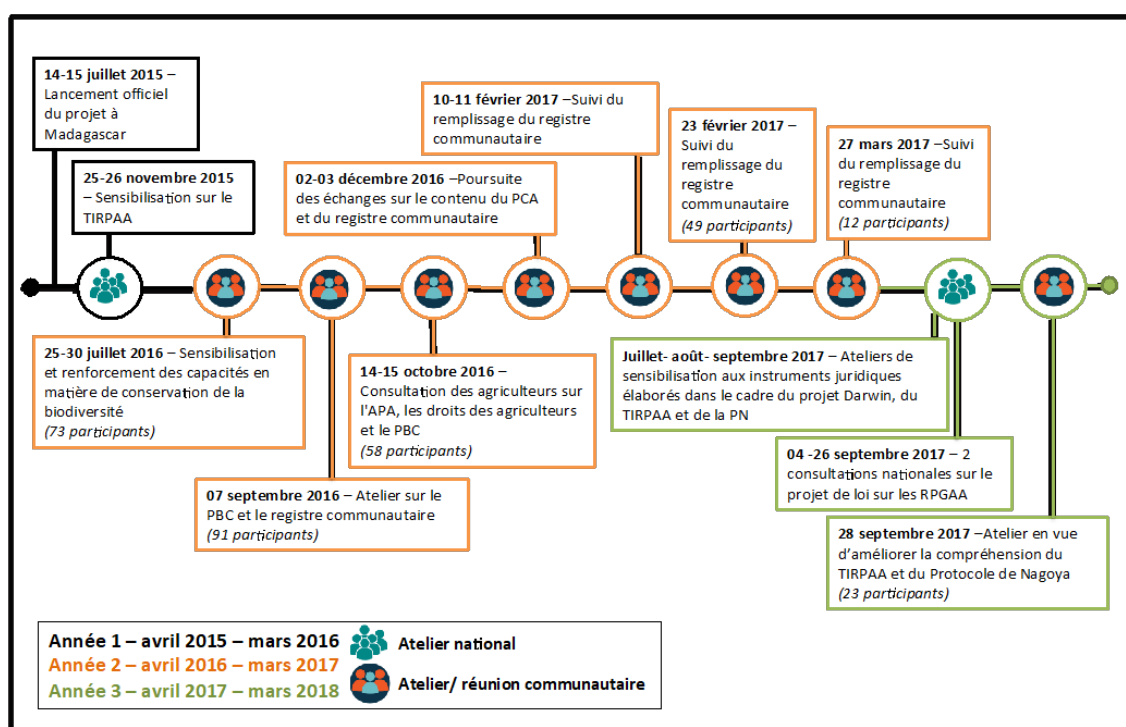 14-15 juillet 2015 –
Lancement officiel
du projet à
Madagascar
25-26 novembre 2015
– Sensibilisation sur le
TIRPAA
02-03 décembre 2016 –Poursuite
des échanges sur le contenu du PCA
et du registre communautaire
10-11 février 2017 –Suivi du
remplissage du registre
communautaire
23 février 2017 –
Suivi du
remplissage du
registre
communautaire
(49 participants)
27 mars 2017 –Suivi
du remplissage du
registre
communautaire
(12 participants)
25-30 juillet 2016 – Sensibilisation
et renforcement des capacités en
matière de conservation de la
biodiversité
(73 participants)
07 septembre 2016 – Atelier sur le
PBC et le registre communautaire
(91 participants)
14-15 octobre 2016 –
Consultation des agriculteurs sur
l'APA, les droits des agriculteurs
et le PBC
(58 participants)
Juillet- août- septembre 2017 – Ateliers de
sensibilisation aux instruments juridiques
élaborés dans le cadre du projet Darwin, du
TIRPAA et de la PN
04 -26 septembre 2017 – 2
consultations nationales sur le
projet de loi sur les RPGAA
28 septembre 2017 –Atelier en vue
d’améliorer la compréhension du
TIRPAA et du Protocole de Nagoya
(23 participants)
Année 1 – avril 2015 – mars 2016
Année 2 – avril 2016 – mars 2017
Année 3 – avril 2017 – mars 2018
Atelier national
Atelier/ réunion communautaire